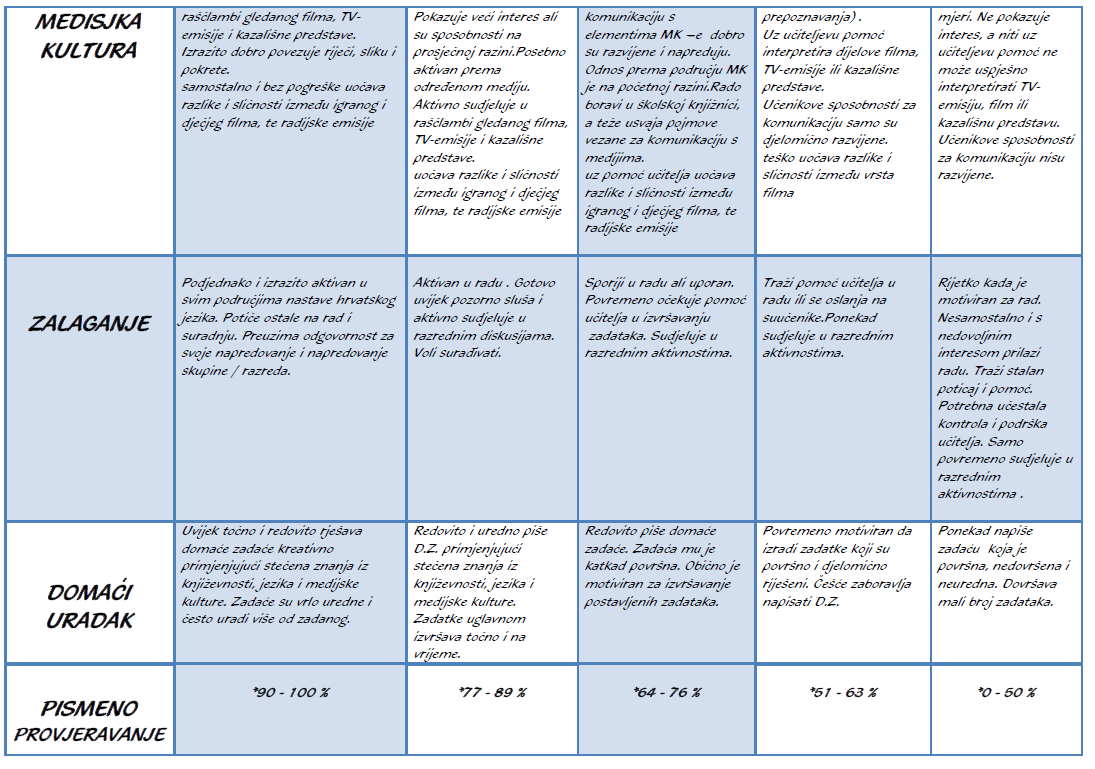 MEDISJKA
KULTURA
raščlambi gledanog filma, TV-
emisije i kazališne predstave.
Izrazito dobro povezuje riječi, sliku i
pokrete.
samostalno i bez pogreške uočava
razlike i sličnosti između igranog i
dječjeg filma, te radijske emisije
Pokazuje veći interes ali
su sposobnosti na
prosječnoj razini.Posebno
aktivan prema
određenom mediju.
Aktivno sudjeluje u
raščlambi gledanog filma,
TV-emisije i kazališne
predstave.
uočava razlike i sličnosti
između igranog i dječjeg
filma, te radijske emisije
komunikaciju s
elementima MK –e dobro
su razvijene i napreduju.
Odnos prema području MK
je na početnoj razini.Rado
boravi u školskoj knjižnici,
a teže usvaja pojmove
vezane za komunikaciju s
medijima.
uz pomoć učitelja uočava
razlike i sličnosti između
igranog i dječjeg filma, te
radijske emisije
prepoznavanja) .
Uz učiteljevu pomoć
interpretira dijelove filma,
TV-emisije ili kazališne
predstave.
Učenikove sposobnosti za
komunikaciju samo su
djelomično razvijene.
teško uočava razlike i
sličnosti između vrsta
filma
mjeri. Ne pokazuje
interes, a niti uz
učiteljevu pomoć ne
može uspješno
interpretirati TV-
emisiju, film ili
kazališnu predstavu.
Učenikove sposobnosti
za komunikaciju nisu
razvijene.
ZALAGANJE
Podjednako i izrazito aktivan u
svim područjima nastave hrvatskog
jezika. Potiče ostale na rad i
suradnju. Preuzima odgovornost za
svoje napredovanje i napredovanje
skupine / razreda.
Aktivan u radu . Gotovo
uvijek pozorno sluša i
aktivno sudjeluje u
razrednim diskusijama.
Voli surađivati.
Sporiji u radu ali uporan.
Povremeno očekuje pomoć
učitelja u izvršavanju
zadataka. Sudjeluje u
razrednim aktivnostima.
Traži pomoć učitelja u
radu ili se oslanja na
suučenike.Ponekad
sudjeluje u razrednim
aktivnostima.
Rijetko kada je
motiviran za rad.
Nesamostalno i s
nedovoljnim
interesom prilazi
radu. Traži stalan
poticaj i pomoć.
Potrebna učestala
kontrola i podrška
učitelja. Samo
povremeno sudjeluje u
razrednim
aktivnostima .
DOMAĆI
URADAK
Uvijek točno i redovito rješava
domaće zadaće kreativno
primjenjujući stečena znanja iz
književnosti, jezika i medijske
kulture. Zadaće su vrlo uredne i
često uradi više od zadanog.
Redovito i uredno piše
D.Z. primjenjujući
stečena znanja iz
književnosti, jezika i
medijske kulture.
Zadatke uglavnom
izvršava točno i na
vrijeme.
Redovito piše domaće
zadaće. Zadaća mu je
katkad površna. Obično je
motiviran za izvršavanje
postavljenih zadataka.
Povremeno motiviran da
izradi zadatke koji su
površno i djelomično
riješeni. Češće zaboravlja
napisati D.Z.
Ponekad napiše
zadaću koja je
površna, nedovršena i
neuredna. Dovršava
mali broj zadataka.
PISMENO
PROVJERAVANJE
*90 - 100 %
*77 - 89 %
*64 - 76 %
*51 - 63 %
*0 - 50 %